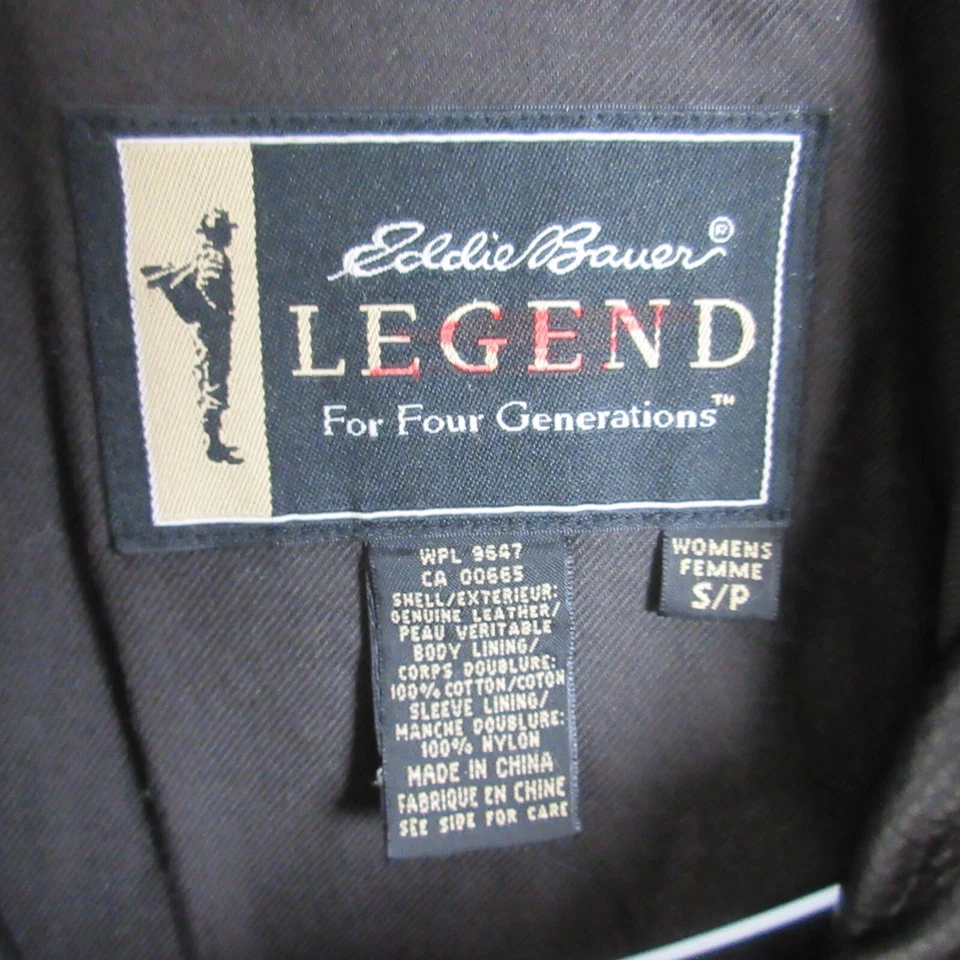 Eddie Bauer®
LEGEND
For Four Generations™
WPL 9647
CA 00665
SHELL/EXTERIEUR:
GENUINE LEATHER/
PEAU VERITABLE
BODY LINING/
CORPS DOUBLURE:
100% COTTON/COTON
SLEEVE LINING/
MANCHE DOUBLURE:
100% NYLON
MADE IN CHINA
FABRIQUE EN CHINE
SEE SIDE FOR CARE
WOMENS
FEMME
S/P